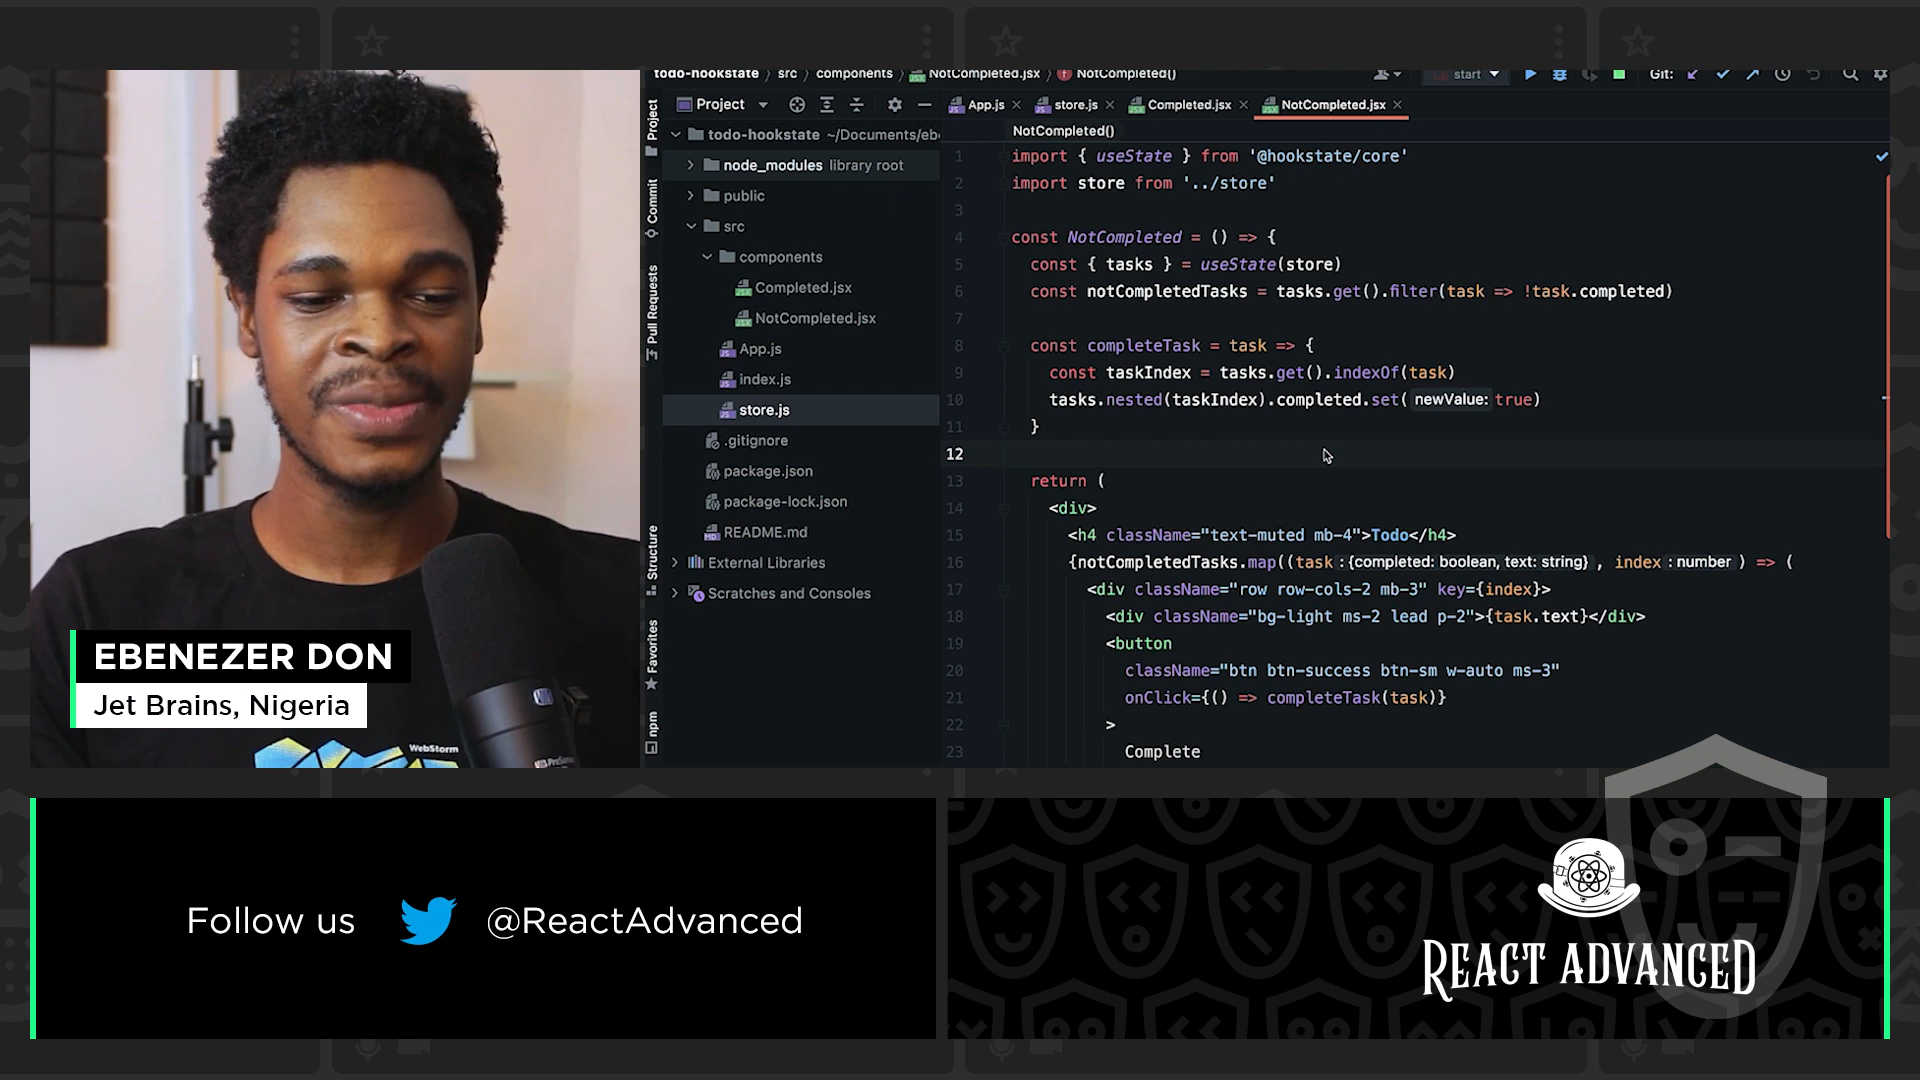 todo-hookstate
src
components
NotCompleted.jsx
NotCompleted()
start
Git:
Project
App.js
store.js
Completed.jsx
NotCompleted.jsx
NotCompleted()
Project
Commit
Pull Requests
Structure
Favorites
npm
todo-hookstate ~/Documents/eb
node_modules library root
public
src
components
Completed.jsx
NotCompleted.jsx
App.js
index.js
store.js
.gitignore
package.json
package-lock.json
README.md
External Libraries
Scratches and Consoles
1 import { useState } from '@hookstate/core'
2 import store from '../store'
3
4 const NotCompleted = () => {
5 const { tasks } = useState(store)
6 const notCompletedTasks = tasks.get().filter(task => !task.completed)
7
8 const completeTask = task => {
9 const taskIndex = tasks.get().indexOf(task)
10 tasks.nested(taskIndex).completed.set( newValue: true)
11 }
12
13 return (
14 <div>
15 <h4 className="text-muted mb-4">Todo</h4>
16 {notCompletedTasks.map((task : {completed: boolean, text: string} , index : number ) => (
17 <div className="row row-cols-2 mb-3" key={index}>
18 <div className="bg-light ms-2 lead p-2">{task.text}</div>
19 <button
20 className="btn btn-success btn-sm w-auto ms-3"
21 onClick={() => completeTask(task)}
22 >
23 Complete
EBENEZER DON
Jet Brains, Nigeria
WebStorm
Follow us @ReactAdvanced
REACT ADVANCED